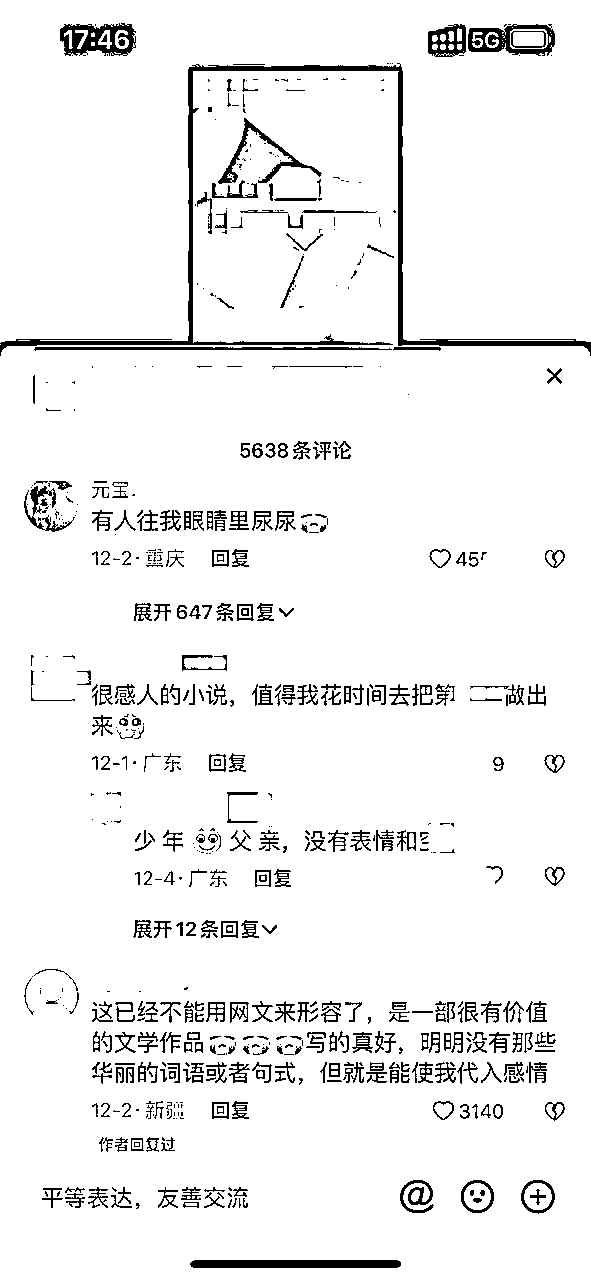 17:46
5G
5638条评论
元宝.
有人往我眼睛里尿尿
12-2·重庆 回复 45
展开647条回复
很感人的小说，值得我花时间去把第 做出
来
12-1·广东 回复 9
少年 父亲，没有表情和
12-4·广东 回复
展开12条回复
这已经不能用网文来形容了，是一部很有价值
的文学作品 写的真好，明明没有那些
华丽的词语或者句式，但就是能使我代入感情
12-2·新疆 回复 3140
作者回复过
平等表达，友善交流